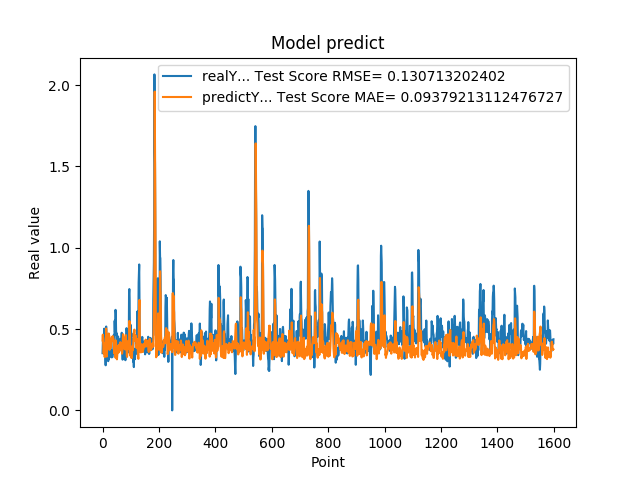 Model predict
realY... Test Score RMSE= 0.130713202402
predictY... Test Score MAE= 0.09379213112476727
2.0
1.5
1.0
0.5
0.0
Real value
0 200 400 600 800 1000 1200 1400 1600
Point